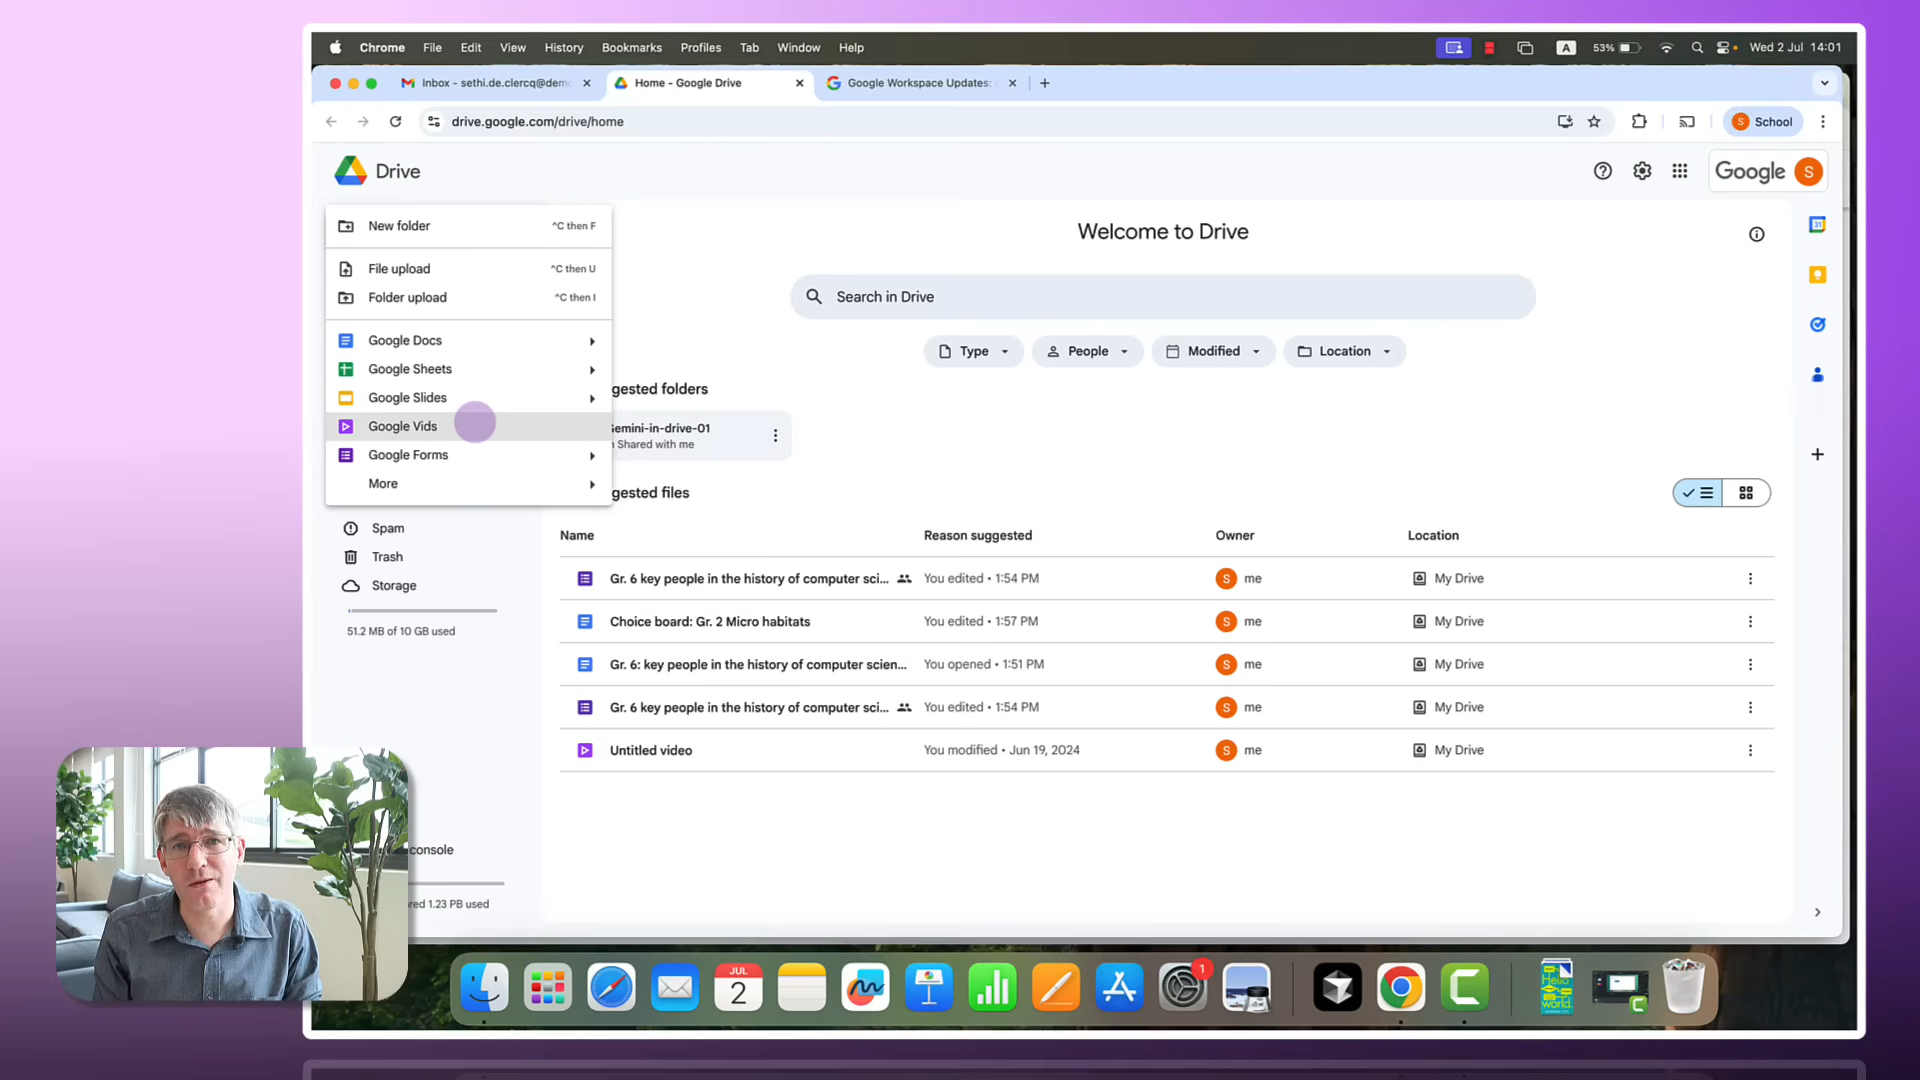 Chrome File Edit View History Bookmarks Profiles Tab Window Help A 53% Wed 2 Jul 14:01
Inbox - sethi.de.clercq@dem Home - Google Drive Google Workspace Updates:
drive.google.com/drive/home S School
Drive Google S
New folder ^C then F
File upload ^C then U
Folder upload ^C then I
Google Docs
Google Sheets
Google Slides
Google Vids
Google Forms
More
Spam
Trash
Storage
51.2 MB of 10 GB used
console
red 1.23 PB used
Welcome to Drive
Search in Drive
Type People Modified Location
gested folders
emini-in-drive-01
Shared with me
gested files
Name Reason suggested Owner Location
Gr. 6 key people in the history of computer sci... You edited • 1:54 PM S me My Drive
Choice board: Gr. 2 Micro habitats You edited • 1:57 PM S me My Drive
Gr. 6: key people in the history of computer scien... You opened • 1:51 PM S me My Drive
Gr. 6 key people in the history of computer sci... You edited • 1:54 PM S me My Drive
Untitled video You modified • Jun 19, 2024 S me My Drive
31
JUL
2
1
Hello
world.